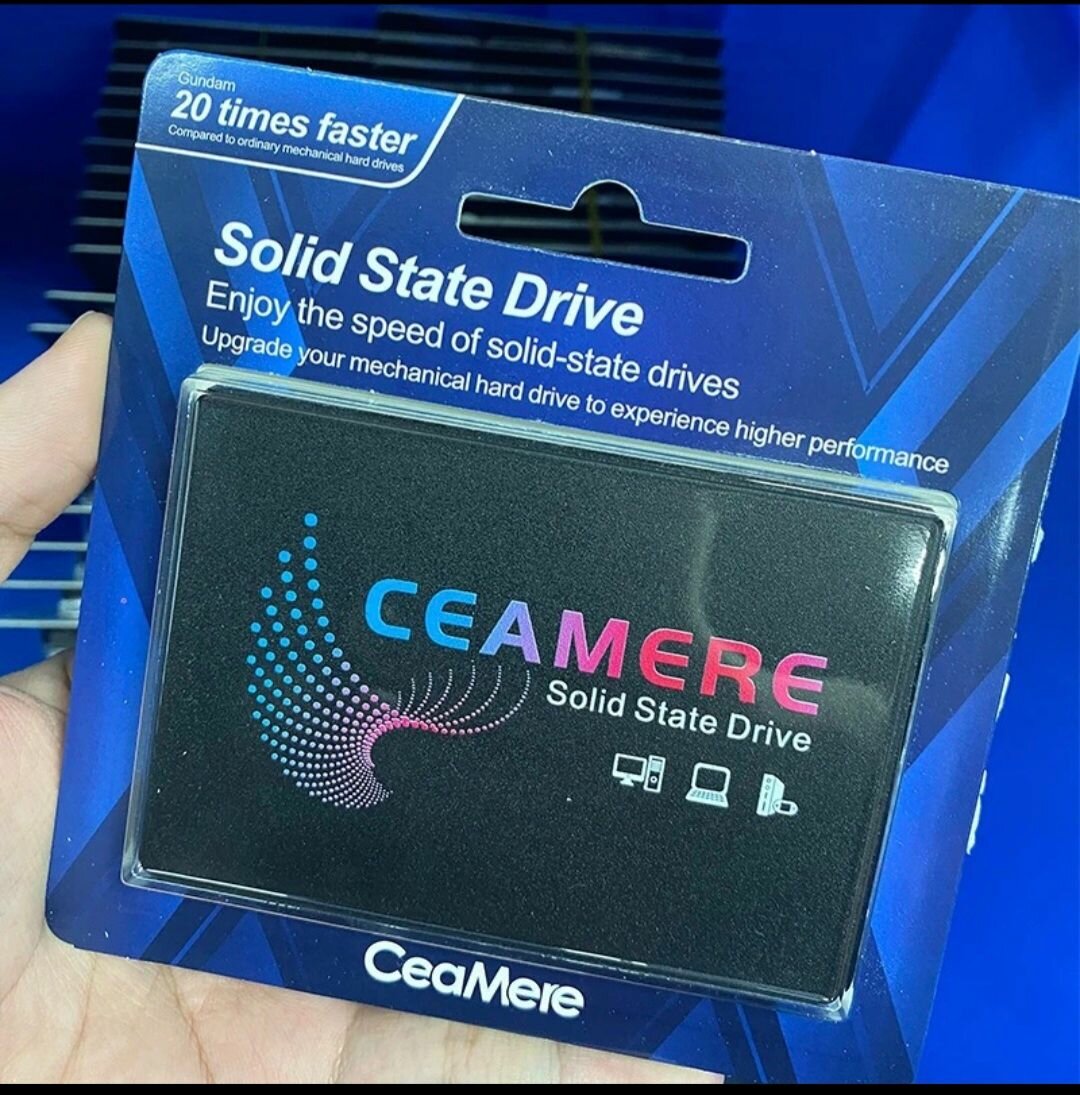 Gundam
20 times faster
Compared to ordinary mechanical hard drives
Solid State Drive
Enjoy the speed of solid-state drives
Upgrade your mechanical hard drive to experience higher performance
CEAMERE
Solid State Drive
CeaMere